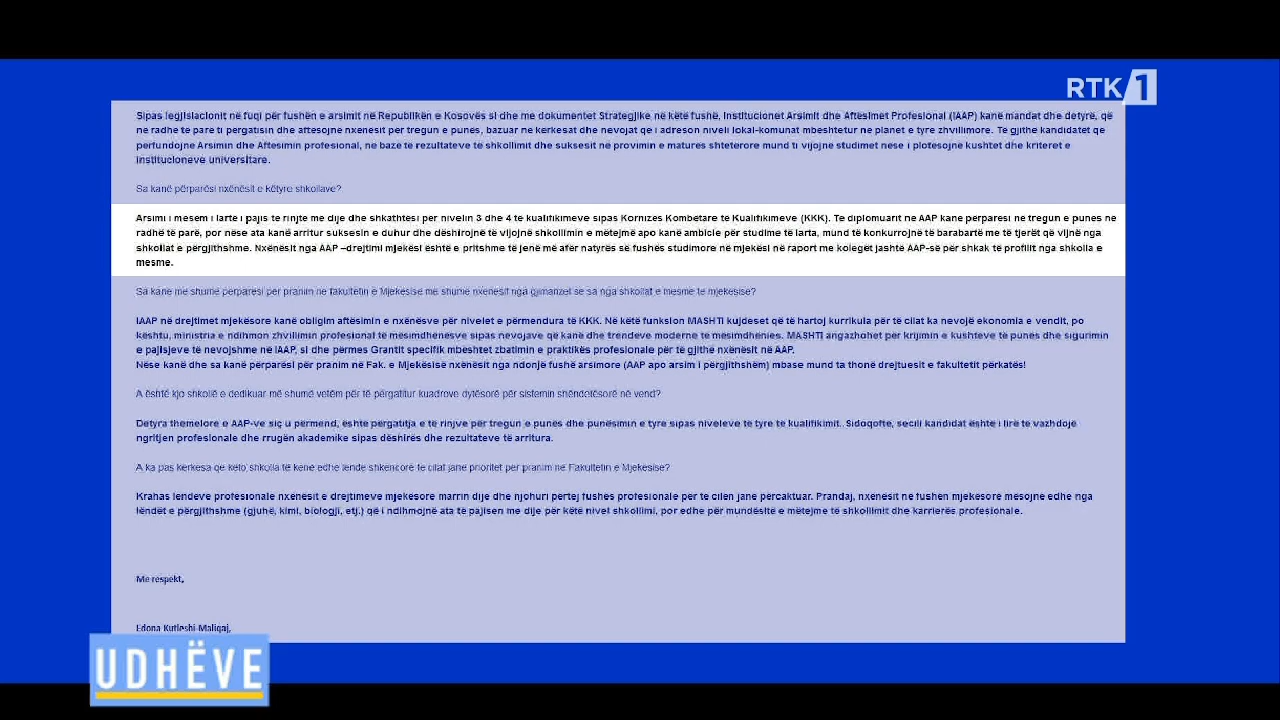 RTK 1
Sipas legjislacionit në fuqi për fushën e arsimit në Republikën e Kosovës si dhe me dokumentet Strategjike në këtë fushë, Institucionet Arsimit dhe Aftësimet Profesional (IAAP) kanë mandat dhe detyrë, që
në radhë të parë ti përgatisin dhe aftësojnë nxënësit për tregun e punës, bazuar në kërkesat dhe nevojat që i adreson niveli lokal-komunat mbështetur në planet e tyre zhvillimore. Të gjithë kandidatët që
përfundojnë Arsimin dhe Aftësimin profesional, në bazë të rezultateve të shkollimit dhe suksesit në provimin e maturës shtetërore mund ti vijojnë studimet nëse i plotësojnë kushtet dhe kriteret e
institucioneve universitare.
Sa kanë përparësi nxënësit e këtyre shkollave?
Arsimi i mesëm i lartë i pajis të rinjtë me dije dhe shkathtësi për nivelin 3 dhe 4 të kualifikimeve sipas Kornizës Kombëtare të Kualifikimeve (KKK). Të diplomuarit në AAP kanë përparësi në tregun e punës në
radhë të parë, por nëse ata kanë arritur suksesin e duhur dhe dëshirojnë të vijojnë shkollimin e mëtejmë apo kanë ambicie për studime të larta, mund të konkurrojnë të barabartë me të tjerët që vijnë nga
shkollat e përgjithshme. Nxënësit nga AAP –drejtimi mjekësi është e pritshme të jenë më afër natyrës së fushës studimore në mjekësi në raport me kolegët jashtë AAP-së për shkak të profilit nga shkolla e
mesme.
Sa kanë më shumë përparësi për pranim në fakultetin e Mjekësisë më shumë nxënësit nga gjimanzet se sa nga shkollat e mesme të mjekësisë?
IAAP në drejtimet mjekësore kanë obligim aftësimin e nxënësve për nivelet e përmendura të KKK. Në këtë funksion MASHTI kujdeset që të hartoj kurrikula për të cilat ka nevojë ekonomia e vendit, po
kështu, ministria e ndihmon zhvillimin profesional të mësimdhënësve sipas nevojave që kanë dhe trendeve moderne të mësimdhënies. MASHTI angazhohet për krijimin e kushteve të punës dhe sigurimin
e pajisjeve të nevojshme në IAAP, si dhe përmes Grantit specifik mbështet zbatimin e praktikës profesionale për të gjithë nxënësit në AAP.
Nëse kanë dhe sa kanë përparësi për pranim në Fak. e Mjekësisë nxënësit nga ndonjë fushë arsimore (AAP apo arsim i përgjithshëm) mbase mund ta thonë drejtuesit e fakultetit përkatës!
A është kjo shkollë e dedikuar më shumë vetëm për të përgatitur kuadrove dytësorë për sistemin shëndetësorë në vend?
Detyra themelore e AAP-ve siç u përmend, është përgatitja e të rinjve për tregun e punës dhe punësimin e tyre sipas niveleve të tyre të kualifikimit. Sidoqoftë, secili kandidat është i lirë të vazhdojë
ngritjen profesionale dhe rrugën akademike sipas dëshirës dhe rezultateve të arritura.
A ka pas kërkesa që këto shkolla të kenë edhe lëndë shkencorë të cilat janë prioritet për pranim në Fakultetin e Mjekësisë?
Krahas lëndëve profesionale nxënësit e drejtimeve mjekësore marrin dije dhe njohuri përtej fushës profesionale për të cilën janë përcaktuar. Prandaj, nxënësit në fushën mjekësore mësojnë edhe nga
lëndët e përgjithshme (gjuhë, kimi, biologji, etj.) që i ndihmojnë ata të pajisen me dije për këtë nivel shkollimi, por edhe për mundësitë e mëtejme të shkollimit dhe karrierës profesionale.
Me respekt,
Edona Kutleshi-Maliqaj,
UDHËVE